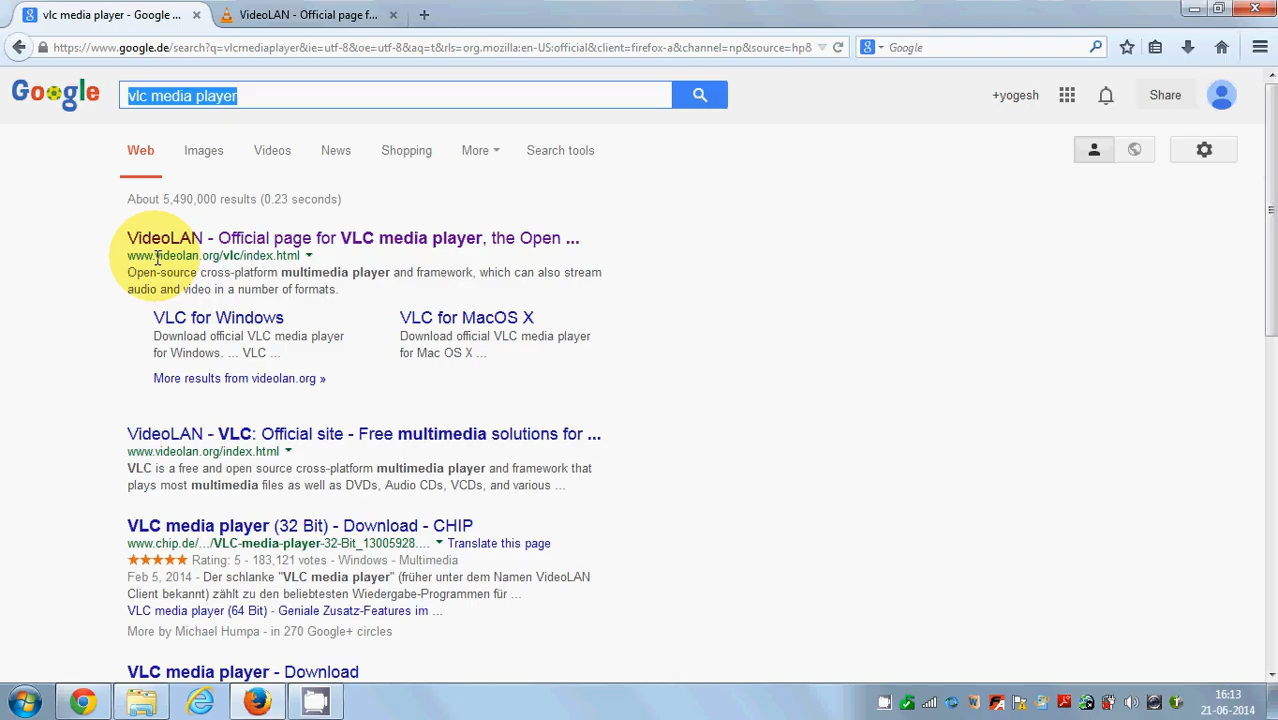 vlc media player - Google ...
VideoLAN - Official page f...
https://www.google.de/search?q=vlcmediaplayer&ie=utf-8&oe=utf-8&aq=t&rls=org.mozilla:en-US:official&client=firefox-a&channel=np&source=hp&
Google
Google
vlc media player
+yogesh
Share
Web
Images
Videos
News
Shopping
More
Search tools
About 5,490,000 results (0.23 seconds)
VideoLAN - Official page for VLC media player, the Open ...
www.videolan.org/vlc/index.html
Open-source cross-platform multimedia player and framework, which can also stream
audio and video in a number of formats.
VLC for Windows
Download official VLC media player
for Windows. ... VLC ...
VLC for MacOS X
Download official VLC media player
for Mac OS X ...
More results from videolan.org »
VideoLAN - VLC: Official site - Free multimedia solutions for ...
www.videolan.org/index.html
VLC is a free and open source cross-platform multimedia player and framework that
plays most multimedia files as well as DVDs, Audio CDs, VCDs, and various ...
VLC media player (32 Bit) - Download - CHIP
www.chip.de/.../VLC-media-player-32-Bit_13005928.... Translate this page
★★★★★ Rating: 5 - 183,121 votes - Windows - Multimedia
Feb 5, 2014 - Der schlanke "VLC media player" (früher unter dem Namen VideoLAN
Client bekannt) zählt zu den beliebtesten Wiedergabe-Programmen für ...
VLC media player (64 Bit) - Geniale Zusatz-Features im ...
More by Michael Humpa - in 270 Google+ circles
VLC media player - Download
16:13
21-06-2014